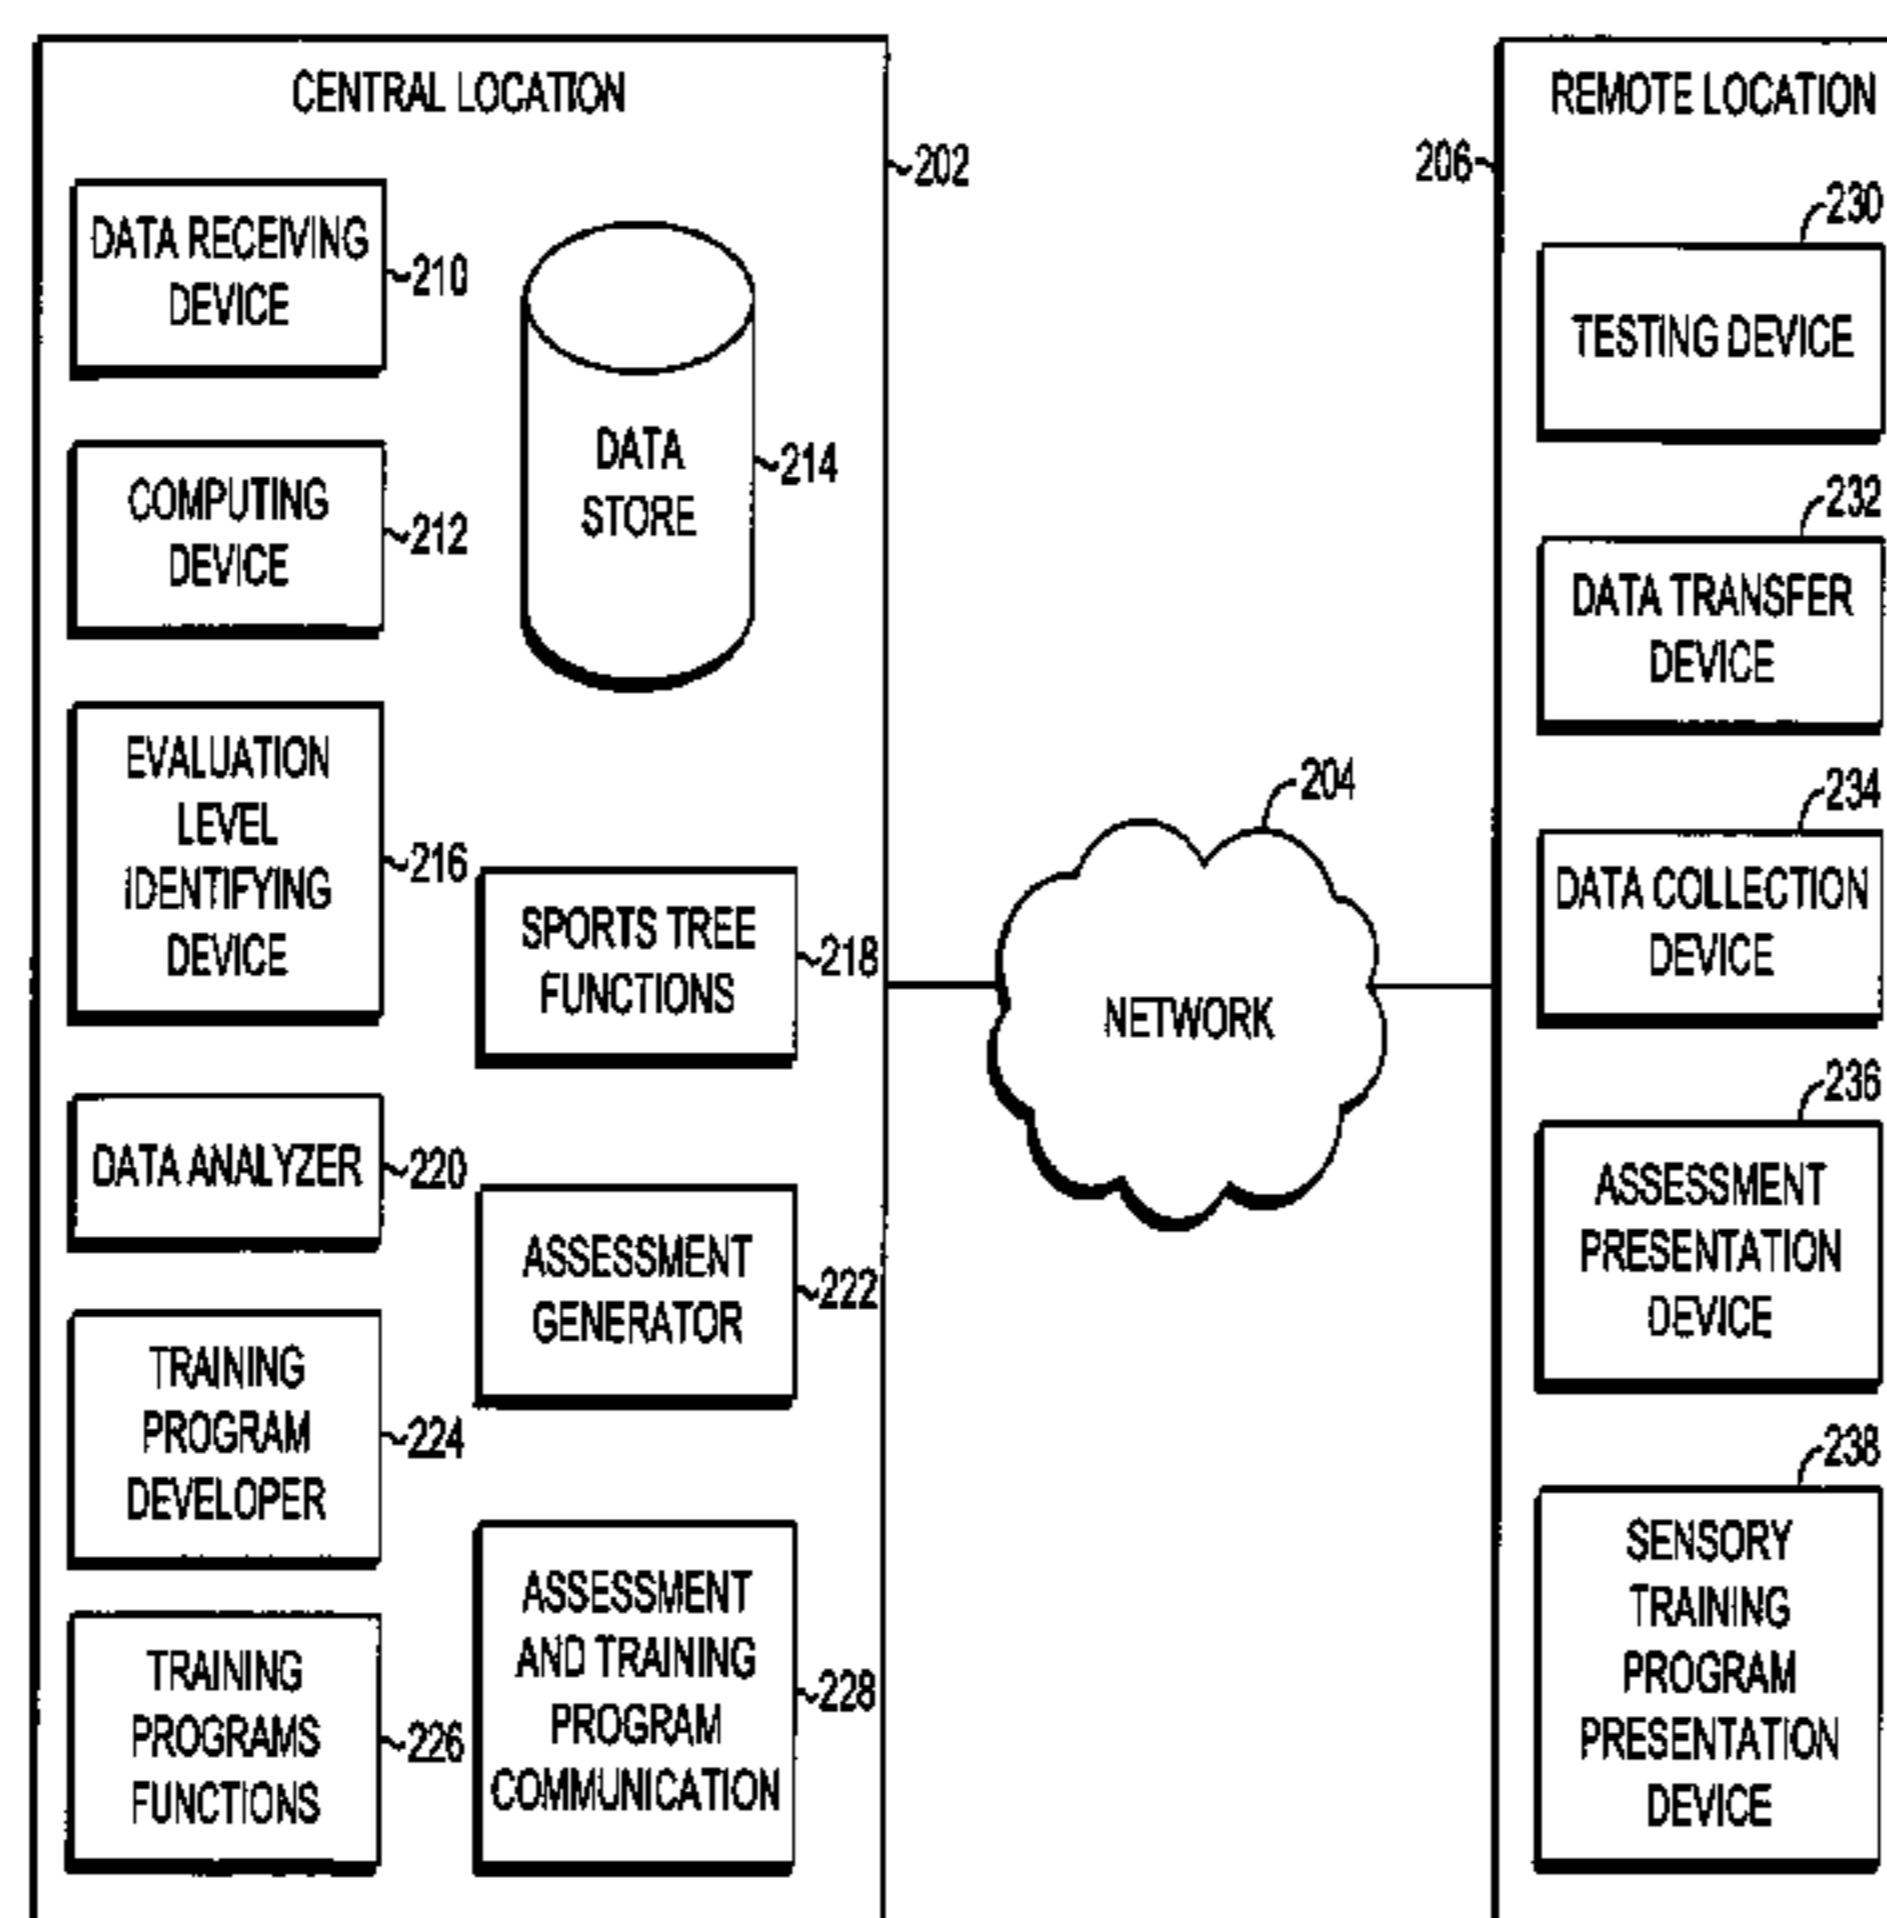 CENTRAL LOCATION
202
DATA RECEIVING
DEVICE
210
DATA
STORE
214
COMPUTING
DEVICE
212
EVALUATION
LEVEL
IDENTIFYING
DEVICE
216
SPORTS TREE
FUNCTIONS
218
DATA ANALYZER
220
ASSESSMENT
GENERATOR
222
TRAINING
PROGRAM
DEVELOPER
224
TRAINING
PROGRAMS
FUNCTIONS
226
ASSESSMENT
AND TRAINING
PROGRAM
COMMUNICATION
228
204
NETWORK
REMOTE LOCATION
206
230
TESTING DEVICE
232
DATA TRANSFER
DEVICE
234
DATA COLLECTION
DEVICE
236
ASSESSMENT
PRESENTATION
DEVICE
238
SENSORY
TRAINING
PROGRAM
PRESENTATION
DEVICE